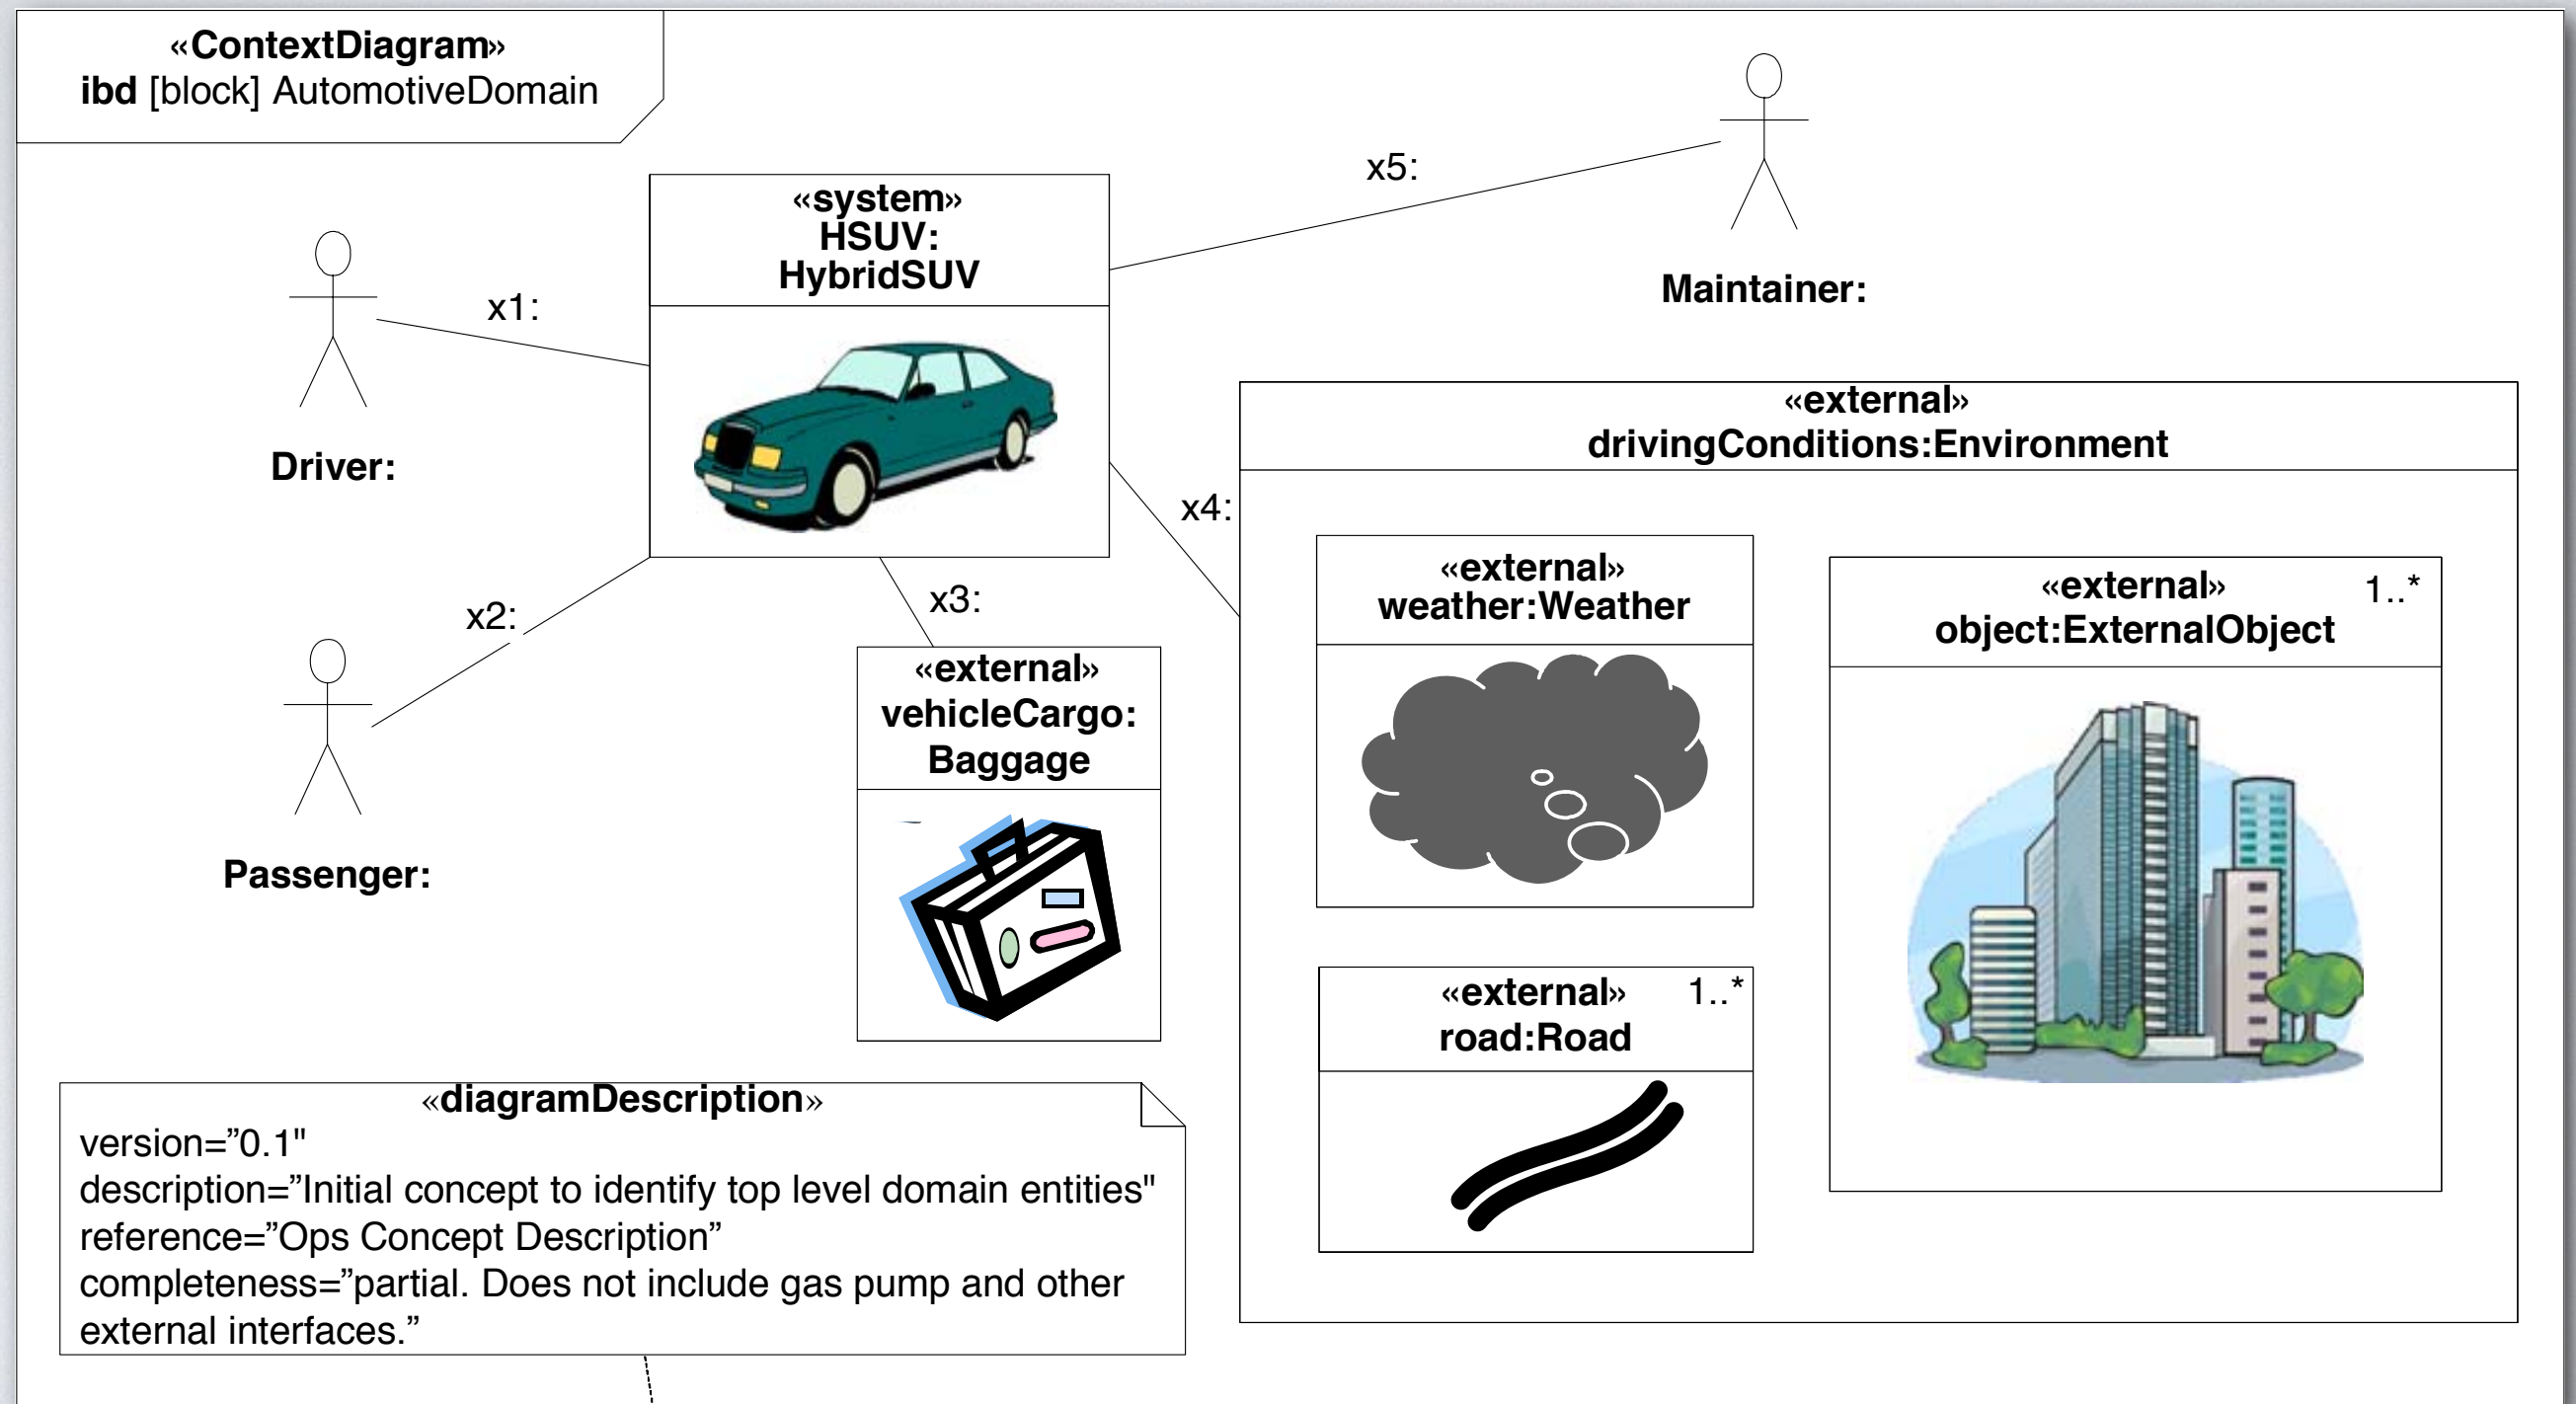 «ContextDiagram»
ibd [block] AutomotiveDomain
x5:
«system»
HSUV:
HybridSUV
Maintainer:
x1:
Driver:
«external»
drivingConditions:Environment
x4:
«external»
weather:Weather
«external» 1..*
object:ExternalObject
x2:
x3:
«external»
vehicleCargo:
Baggage
Passenger:
«external» 1..*
road:Road
«diagramDescription»
version=”0.1"
description=”Initial concept to identify top level domain entities"
reference=”Ops Concept Description”
completeness=”partial. Does not include gas pump and other
external interfaces.”